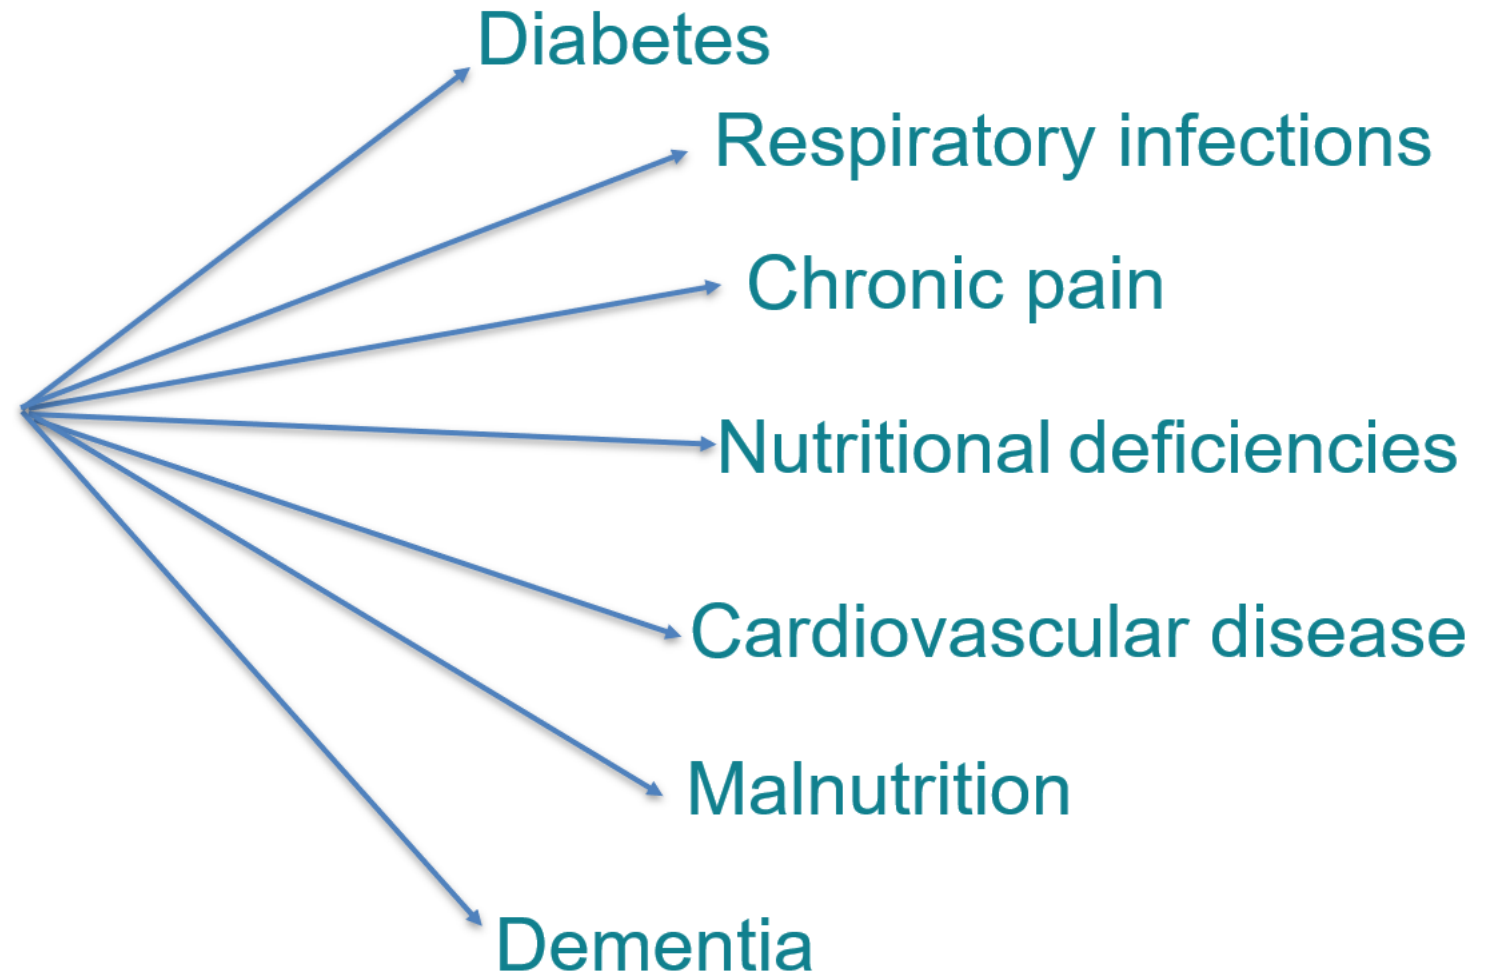 Diabetes
Respiratory infections
Chronic pain
Nutritional deficiencies
Cardiovascular disease
Malnutrition
Dementia